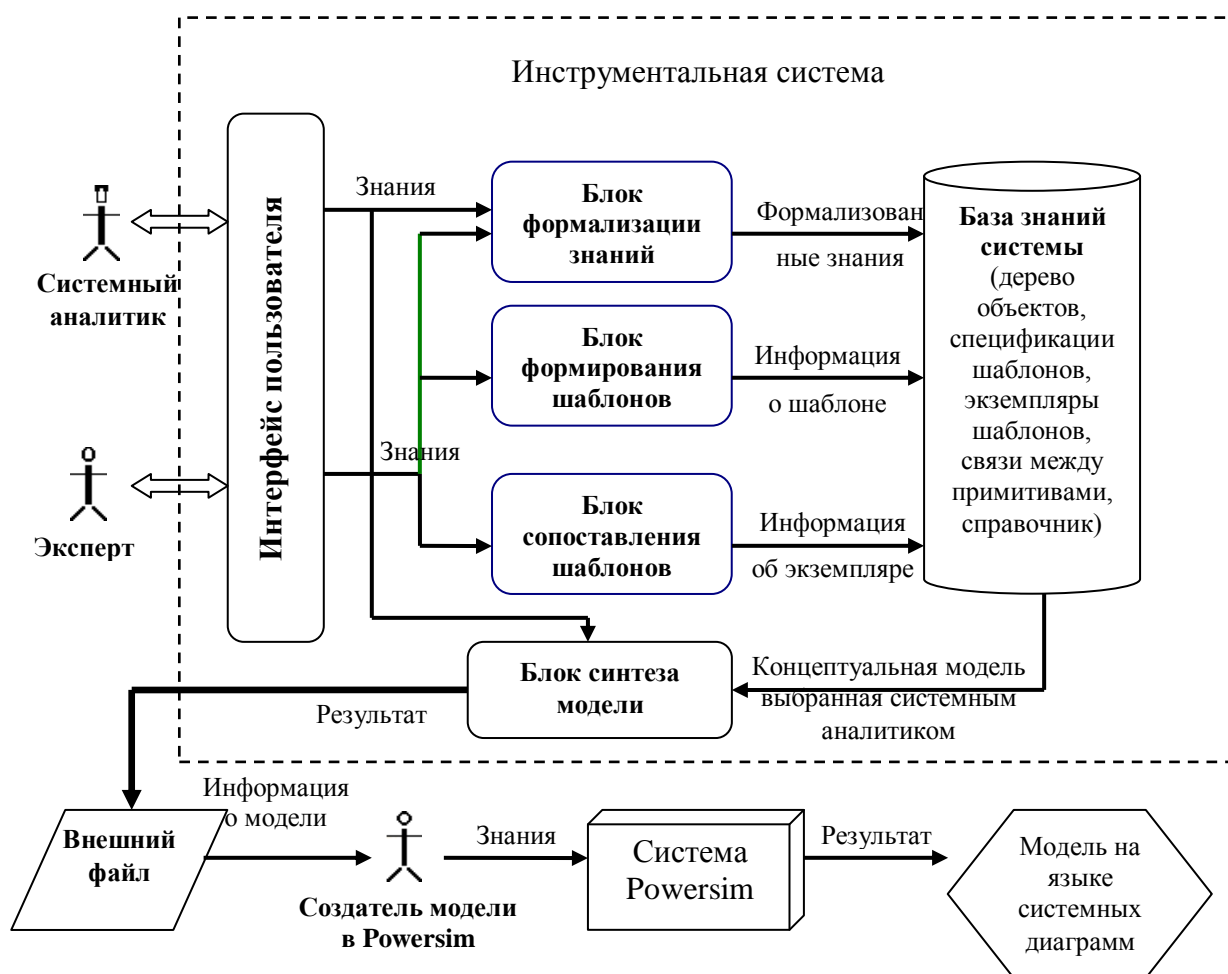 Инструментальная система
Системный
аналитик
Эксперт
Интерфейс пользователя
Знания
Знания
Блок
формализации
знаний
Формализован
ные знания
Блок
формирования
шаблонов
Информация
о шаблоне
Блок
сопоставления
шаблонов
Информация
об экземпляре
База знаний
системы
(дерево
объектов,
спецификации
шаблонов,
экземпляры
шаблонов,
связи между
примитивами,
справочник)
Блок синтеза
модели
Концептуальная модель
выбранная системным
аналитиком
Результат
Внешний
файл
Информация
о модели
Создатель модели
в Powersim
Знания
Система
Powersim
Результат
Модель на
языке
системных
диаграмм